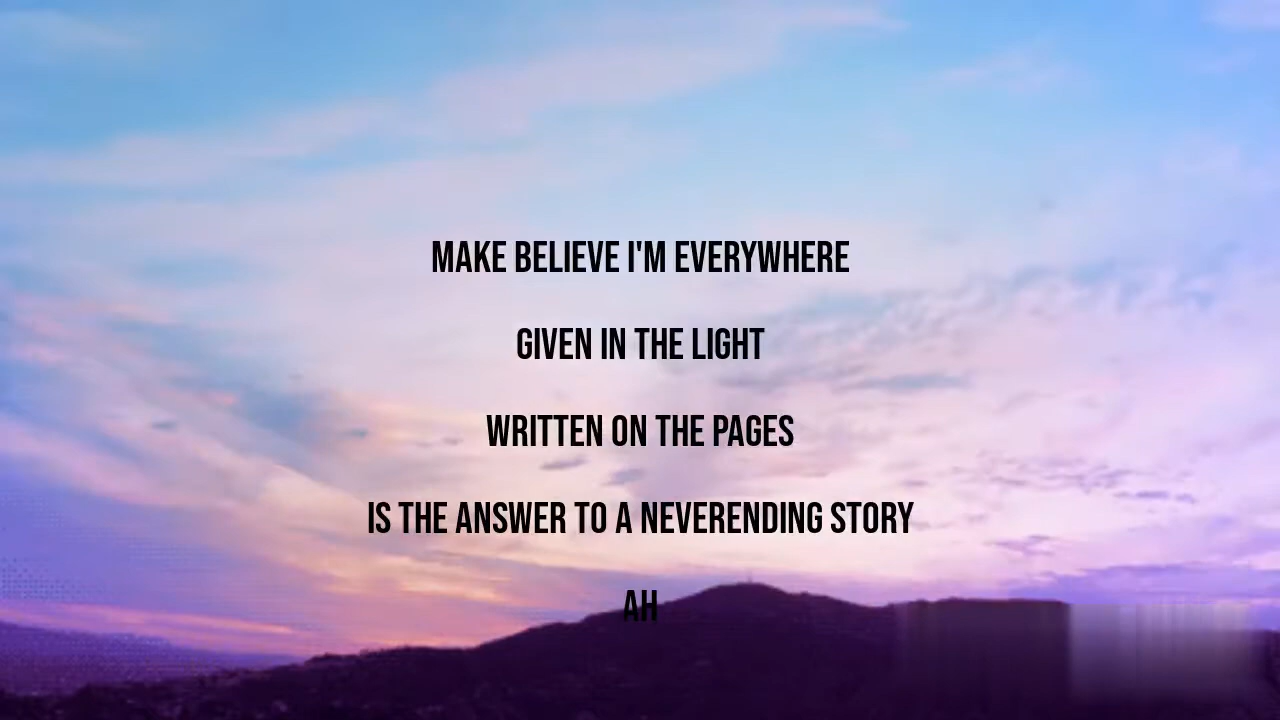 MAKE BELIEVE I'M EVERYWHERE
GIVEN IN THE LIGHT
WRITTEN ON THE PAGES
IS THE ANSWER TO A NEVERENDING STORY
AH